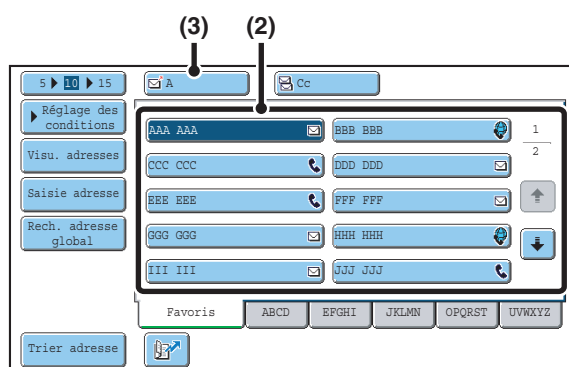 (3) (2)
5 10 15
A
Cc
Réglage des
conditions
AAA AAA
BBB BBB
1
2
Visu. adresses
CCC CCC
DDD DDD
Saisie adresse
EEE EEE
FFF FFF
Rech. adresse
global
GGG GGG
HHH HHH
III III
JJJ JJJ
Favoris
ABCD
EFGHI
JKLMN
OPQRST
UVWXYZ
Trier adresse